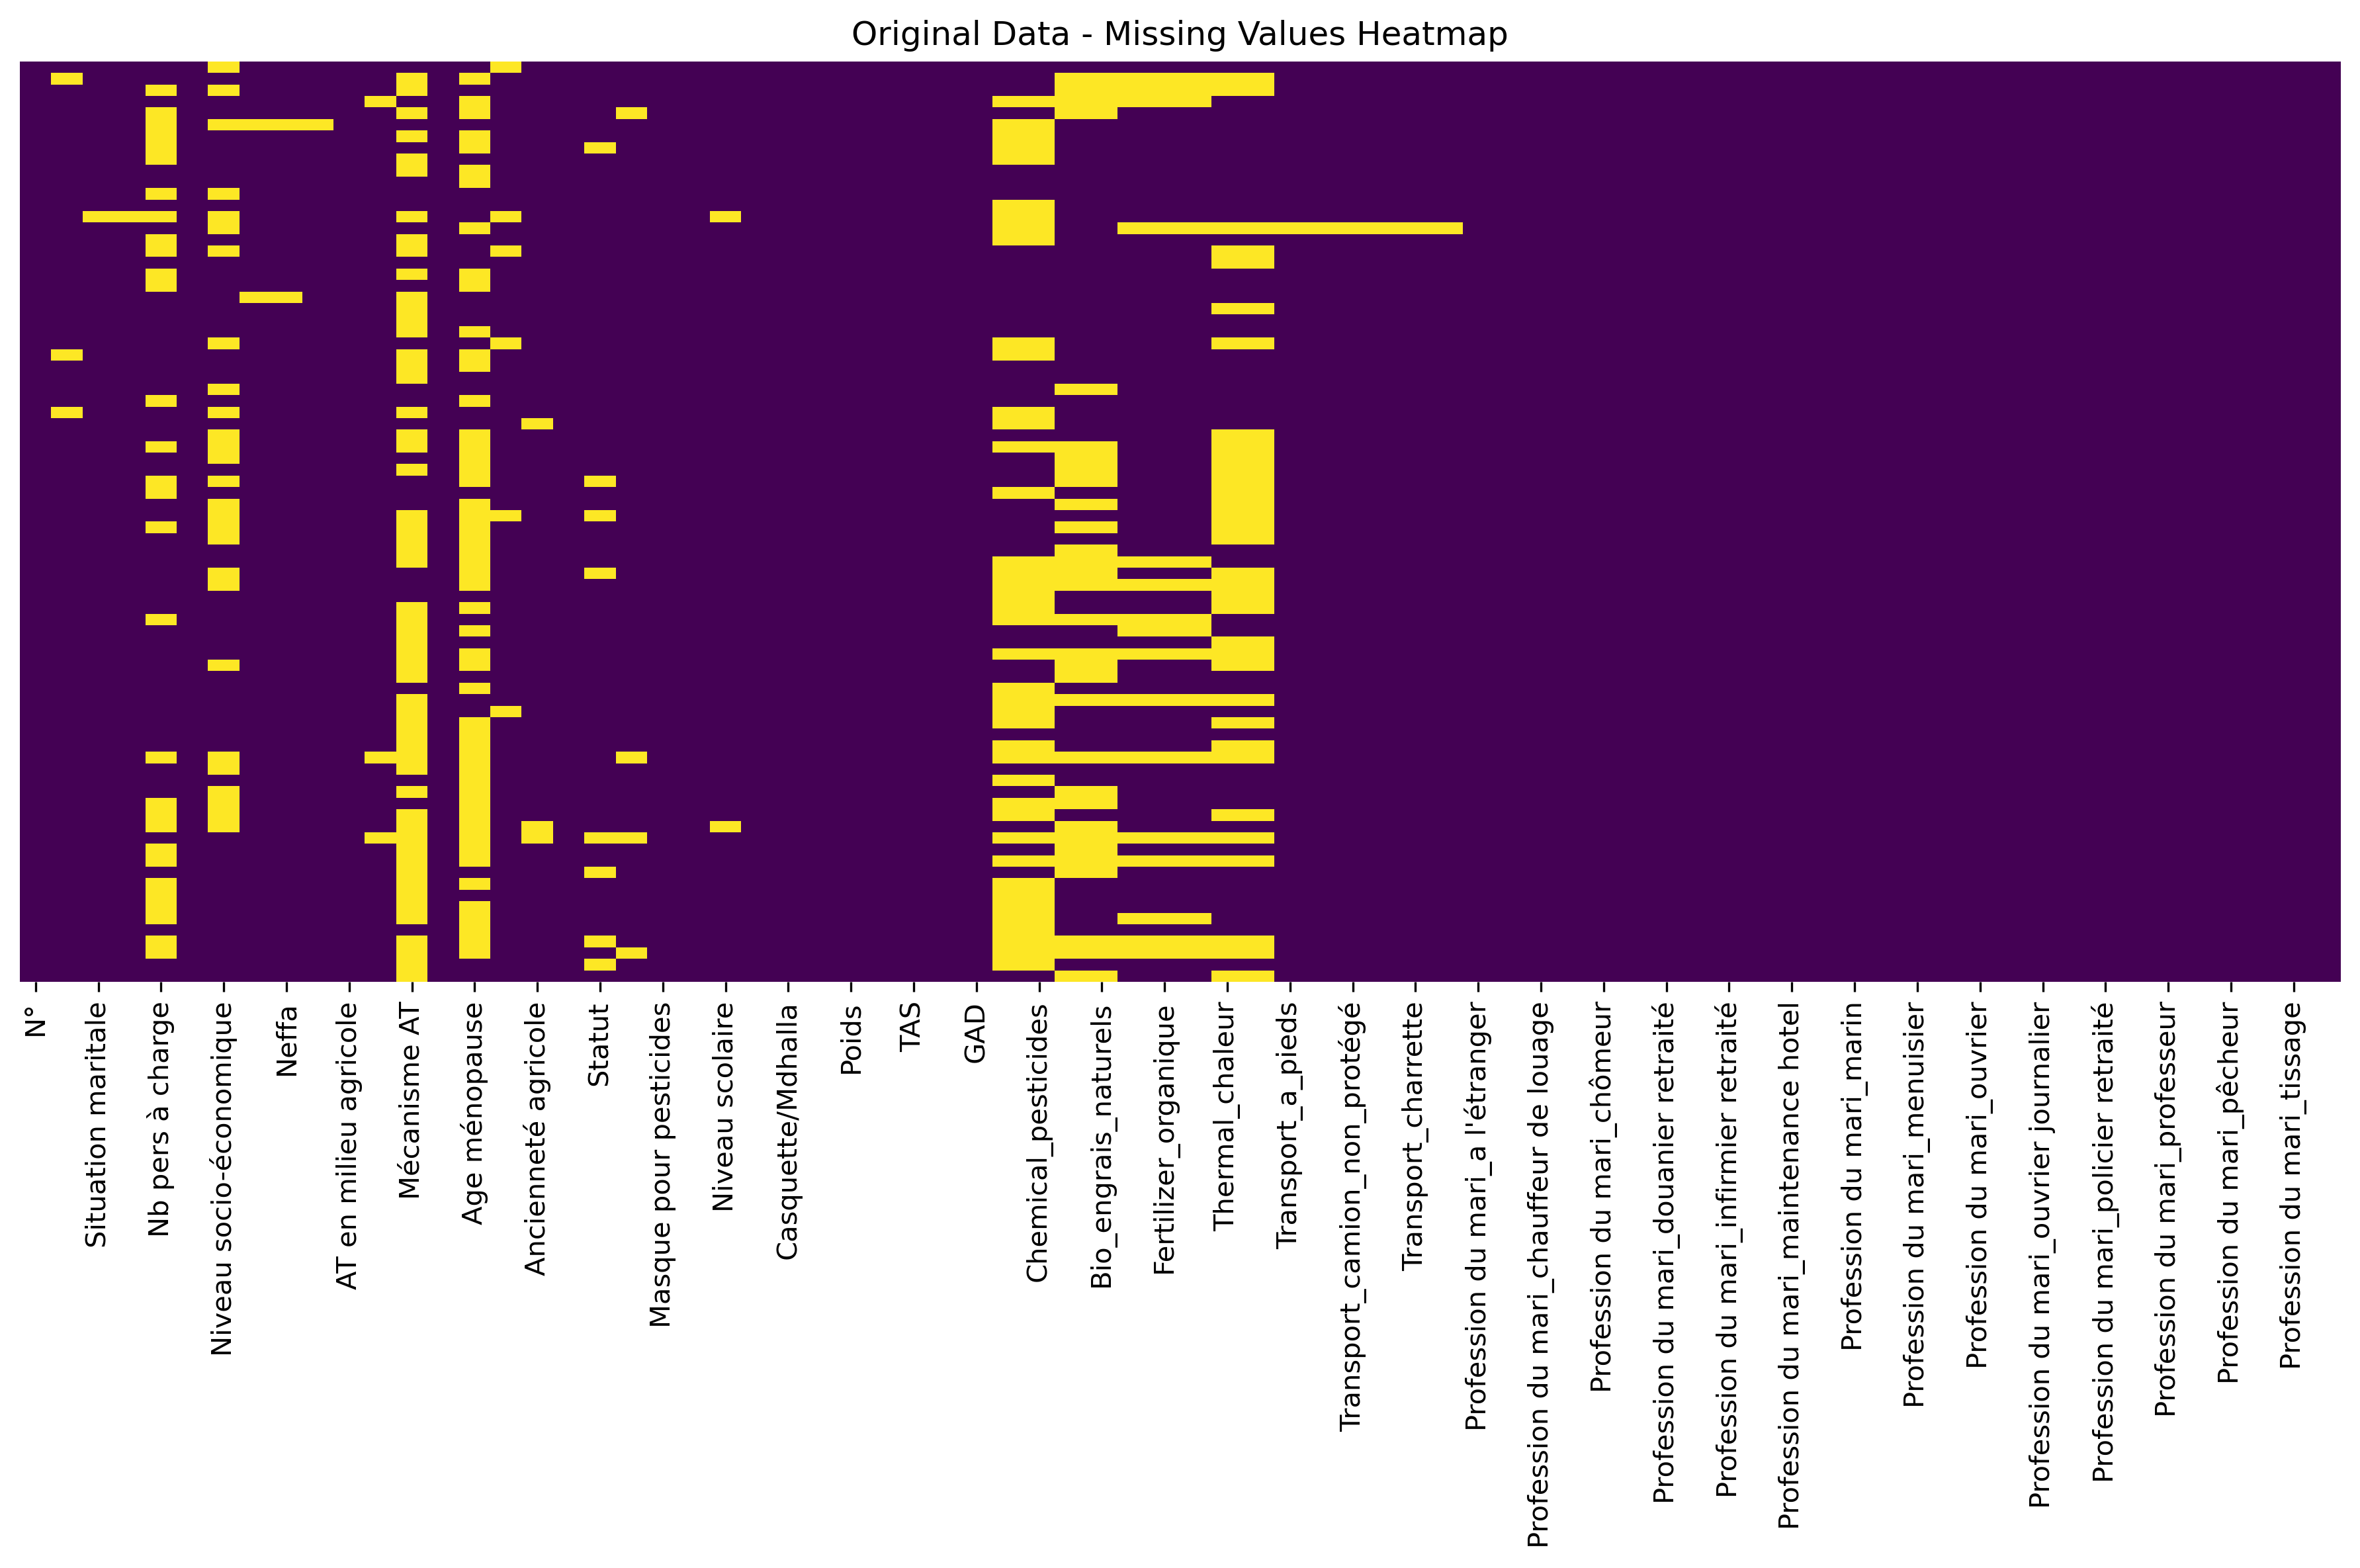 Original Data - Missing Values Heatmap
N°
Situation maritale
Nb pers à charge
Niveau socio-économique
Neffa
AT en milieu agricole
Mécanisme AT
Age ménopause
Ancienneté agricole
Statut
Masque pour pesticides
Niveau scolaire
Casquette/Mdhalla
Poids
TAS
GAD
Chemical_pesticides
Bio_engrais_naturels
Fertilizer_organique
Thermal_chaleur
Transport_a_pieds
Transport_camion_non_protégé
Transport_charrette
Profession du mari_a l'étranger
Profession du mari_chauffeur de louage
Profession du mari_chômeur
Profession du mari_douanier retraité
Profession du mari_infirmier retraité
Profession du mari_maintenance hotel
Profession du mari_marin
Profession du mari_menuisier
Profession du mari_ouvrier
Profession du mari_ouvrier journalier
Profession du mari_policier retraité
Profession du mari_professeur
Profession du mari_pêcheur
Profession du mari_tissage